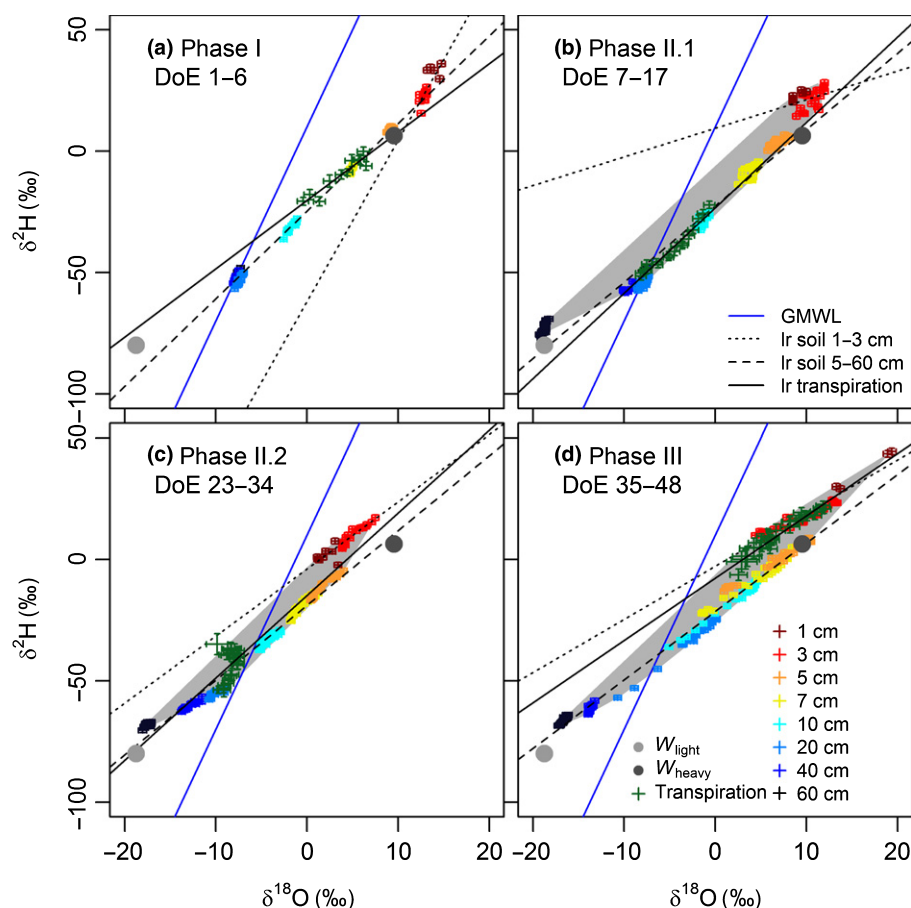 (a) Phase I
DoE 1–6
(b) Phase II.1
DoE 7–17
50
0
−50
−100
δ²H (‰)
GMWL
lr soil 1–3 cm
lr soil 5–60 cm
lr transpiration
(c) Phase II.2
DoE 23–34
(d) Phase III
DoE 35–48
50
0
−50
−100
δ²H (‰)
W light
W heavy
Transpiration
1 cm
3 cm
5 cm
7 cm
10 cm
20 cm
40 cm
60 cm
−20 −10 0 10 20
−20 −10 0 10 20
δ¹⁸O (‰)
δ¹⁸O (‰)